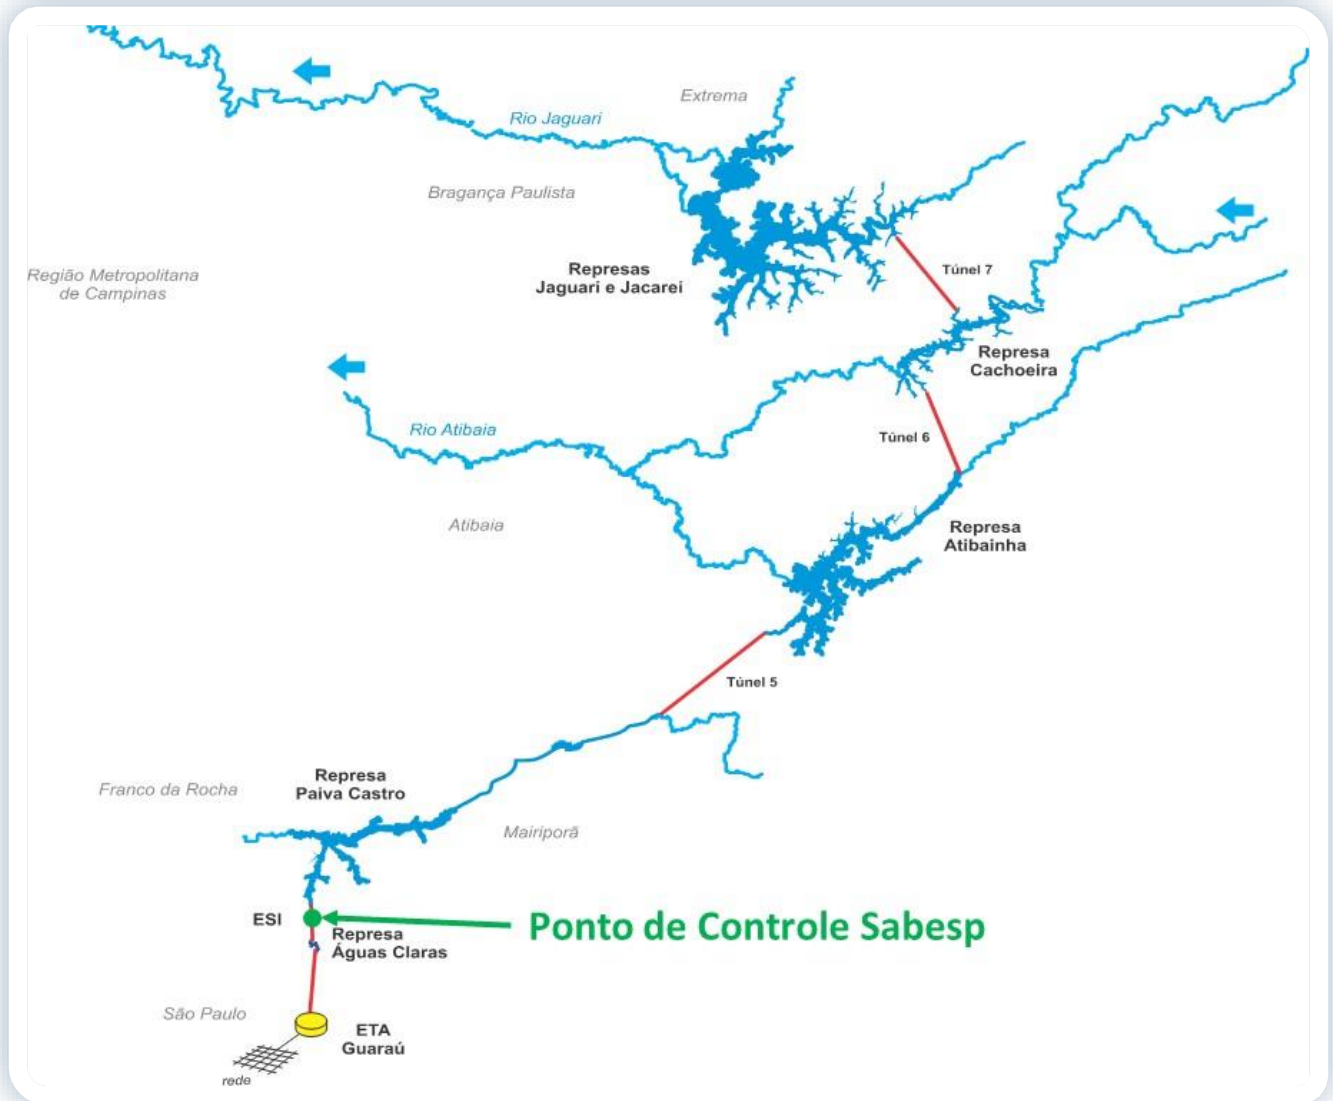 Extrema
Rio Jaguari
Bragança Paulista
Região Metropolitana
de Campinas
Represas
Jaguari e Jacarei
Túnel 7
Represa
Cachoeira
Rio Atibaia
Túnel 6
Atibaia
Represa
Atibainha
Túnel 5
Franco da Rocha
Represa
Paiva Castro
Mairiporã
ESI
Ponto de Controle Sabesp
Represa
Águas Claras
São Paulo
ETA
Guaraú
rede